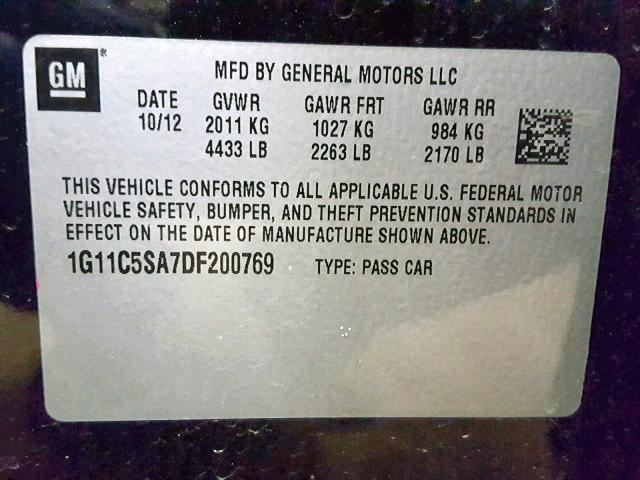 GM®
MFD BY GENERAL MOTORS LLC
DATE GVWR GAWR FRT GAWR RR
10/12 2011 KG 1027 KG 984 KG
4433 LB 2263 LB 2170 LB
THIS VEHICLE CONFORMS TO ALL APPLICABLE U.S. FEDERAL MOTOR
VEHICLE SAFETY, BUMPER, AND THEFT PREVENTION STANDARDS IN
EFFECT ON THE DATE OF MANUFACTURE SHOWN ABOVE.
1G11C5SA7DF200769 TYPE: PASS CAR